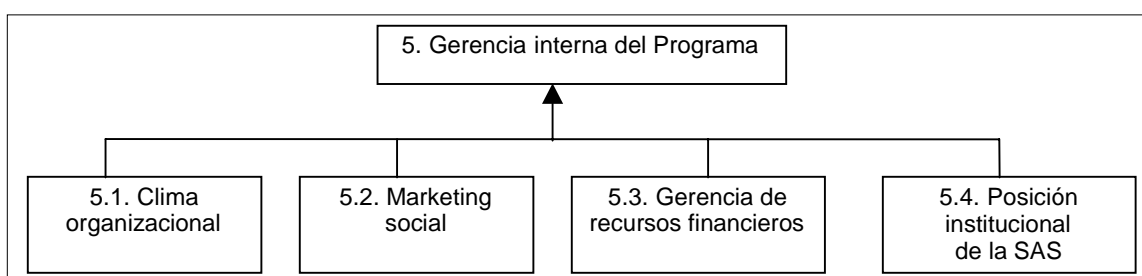 5. Gerencia interna del Programa
5.1. Clima
organizacional
5.2. Marketing
social
5.3. Gerencia de
recursos financieros
5.4. Posición
institucional
de la SAS